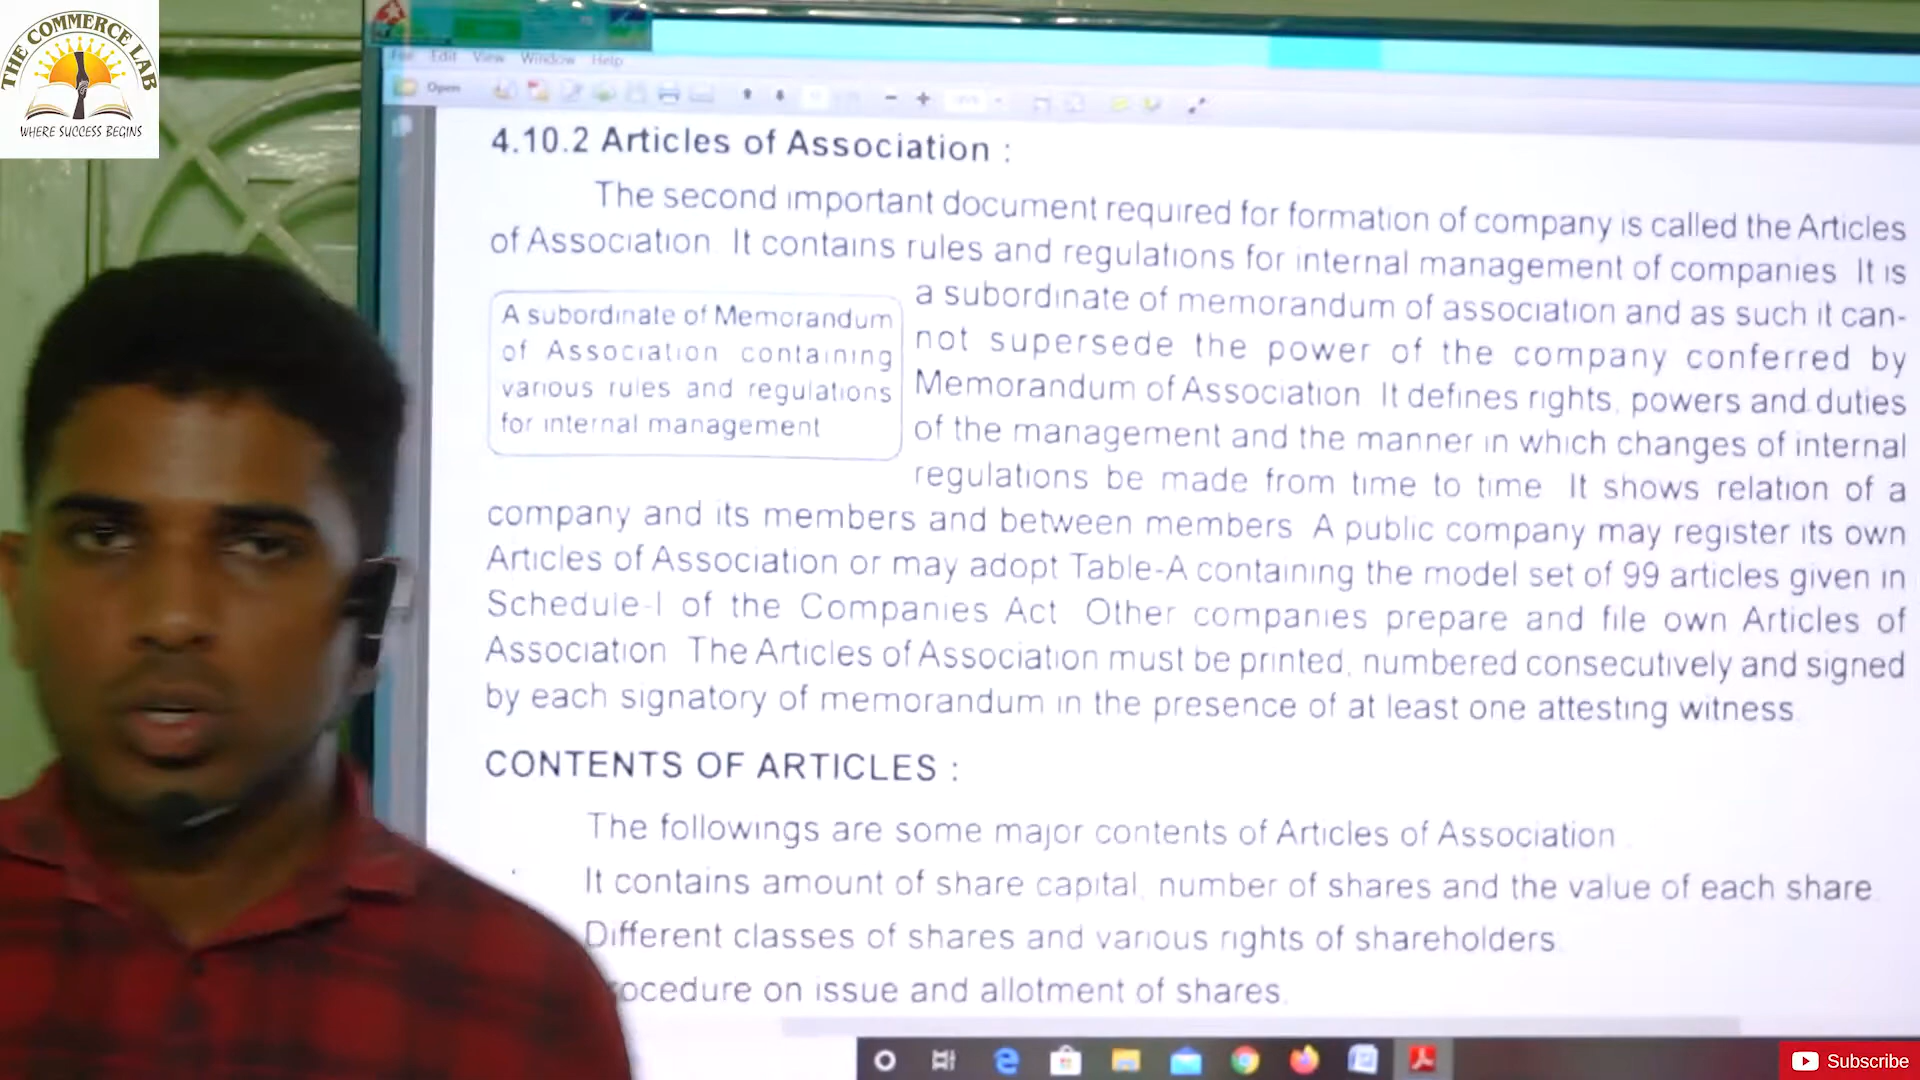 THE COMMERCE LAB
WHERE SUCCESS BEGINS
File Edit View Window Help
Open
4.10.2 Articles of Association :
The second important document required for formation of company is called the Articles
of Association. It contains rules and regulations for internal management of companies. It is
a subordinate of memorandum of association and as such it can-
not supersede the power of the company conferred by
Memorandum of Association. It defines rights, powers and duties
of the management and the manner in which changes of internal
regulations be made from time to time. It shows relation of a
A subordinate of Memorandum
of Association containing
various rules and regulations
for internal management
company and its members and between members. A public company may register its own
Articles of Association or may adopt Table-A containing the model set of 99 articles given in
Schedule-I of the Companies Act. Other companies prepare and file own Articles of
Association. The Articles of Association must be printed, numbered consecutively and signed
by each signatory of memorandum in the presence of at least one attesting witness.
CONTENTS OF ARTICLES :
The followings are some major contents of Articles of Association.
It contains amount of share capital, number of shares and the value of each share.
Different classes of shares and various rights of shareholders.
ocedure on issue and allotment of shares.
Subscribe